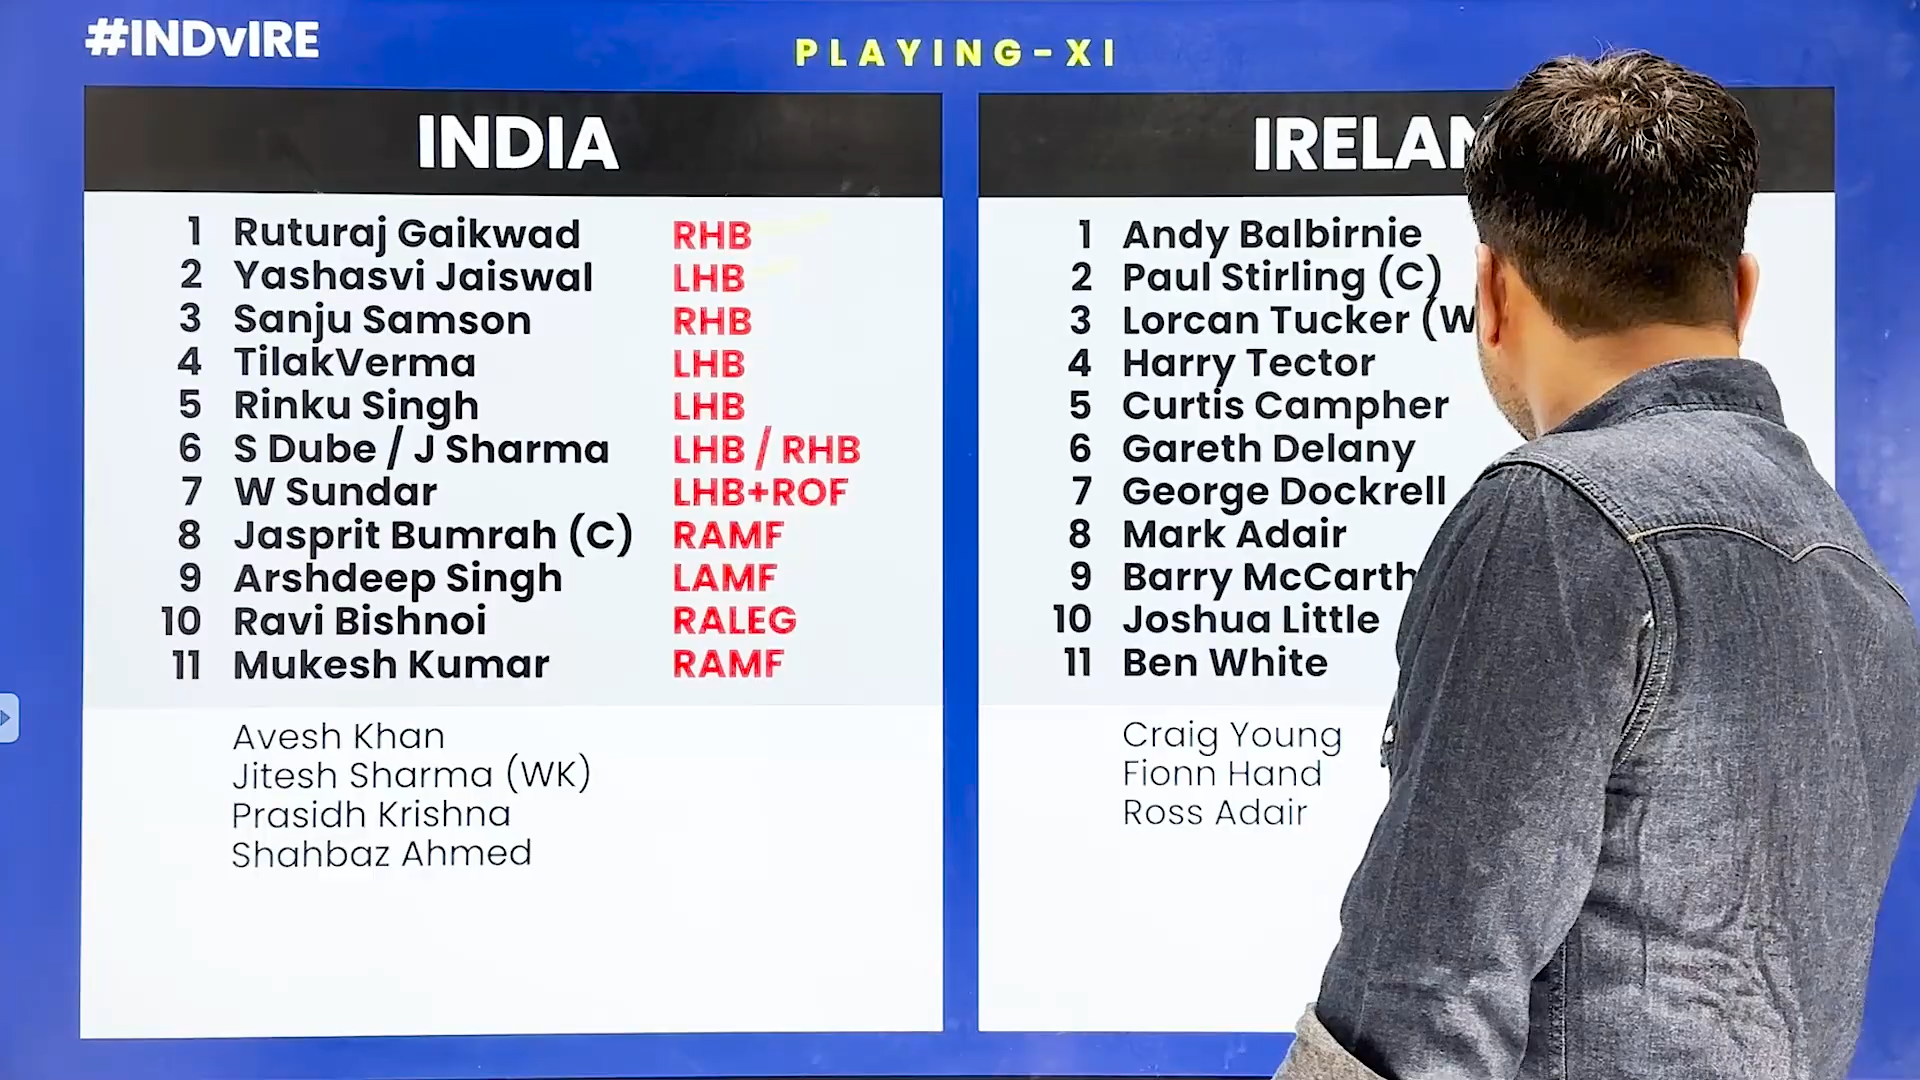 #INDvIRE
PLAYING-XI
INDIA
1 Ruturaj Gaikwad RHB
2 Yashasvi Jaiswal LHB
3 Sanju Samson RHB
4 TilakVerma LHB
5 Rinku Singh LHB
6 S Dube / J Sharma LHB / RHB
7 W Sundar LHB+ROF
8 Jasprit Bumrah (C) RAMF
9 Arshdeep Singh LAMF
10 Ravi Bishnoi RALEG
11 Mukesh Kumar RAMF
Avesh Khan
Jitesh Sharma (WK)
Prasidh Krishna
Shahbaz Ahmed
IRELAN
1 Andy Balbirnie
2 Paul Stirling (C)
3 Lorcan Tucker (W
4 Harry Tector
5 Curtis Campher
6 Gareth Delany
7 George Dockrell
8 Mark Adair
9 Barry McCarth
10 Joshua Little
11 Ben White
Craig Young
Fionn Hand
Ross Adair